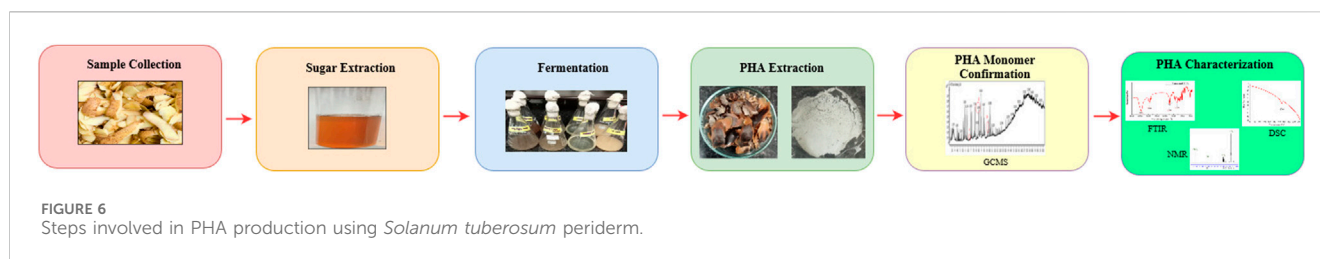 Sample Collection
Sugar Extraction
Fermentation
PHA Extraction
PHA Monomer
Confirmation
GCMS
PHA Characterization
FTIR
DSC
NMR
FIGURE 6
Steps involved in PHA production using Solanum tuberosum periderm.